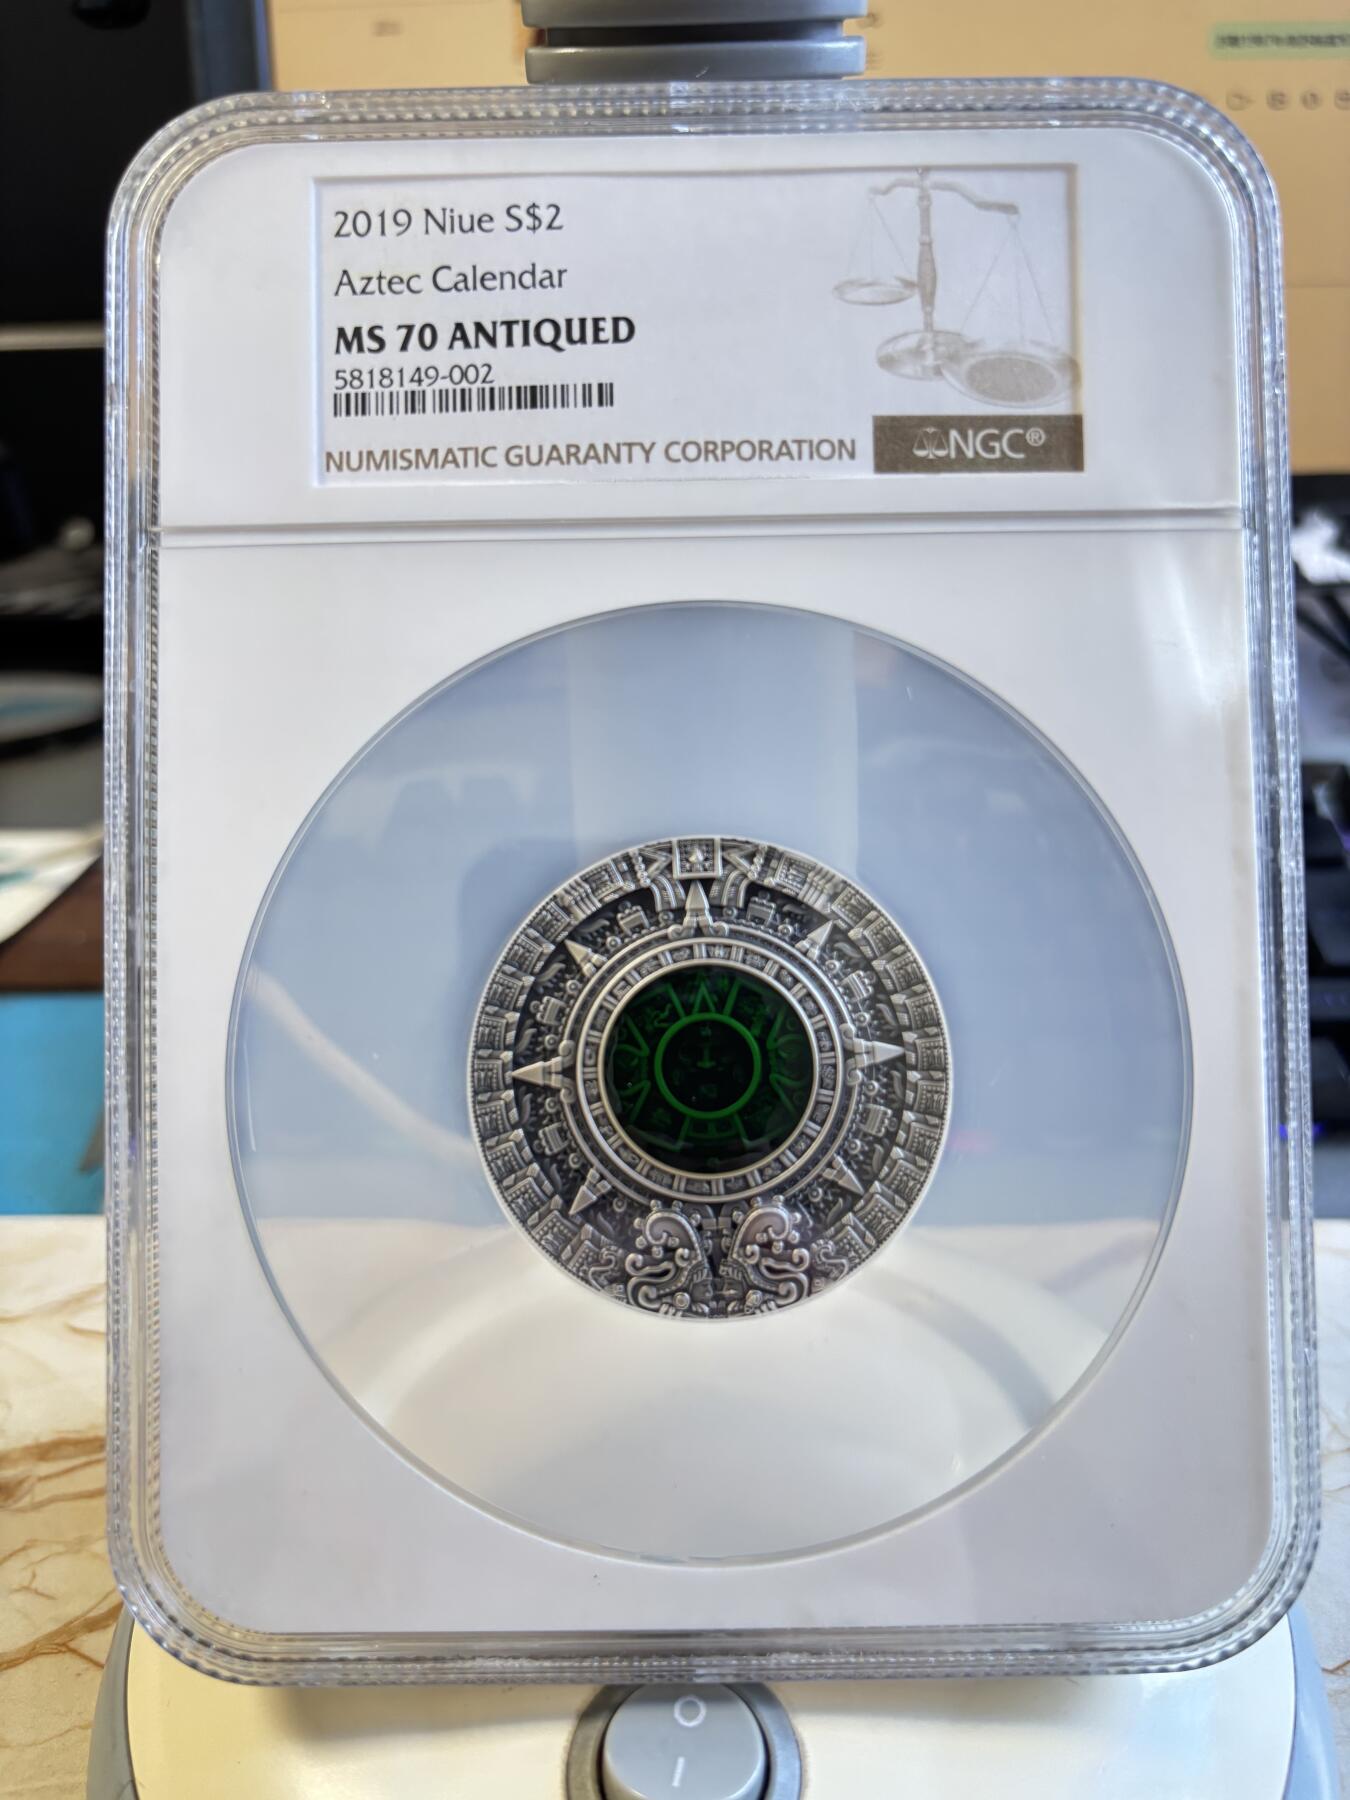 2019 Niue S$2
Aztec Calendar
MS 70 ANTIQUED
5818149-002
NUMISMATIC GUARANTY CORPORATION
NGC®